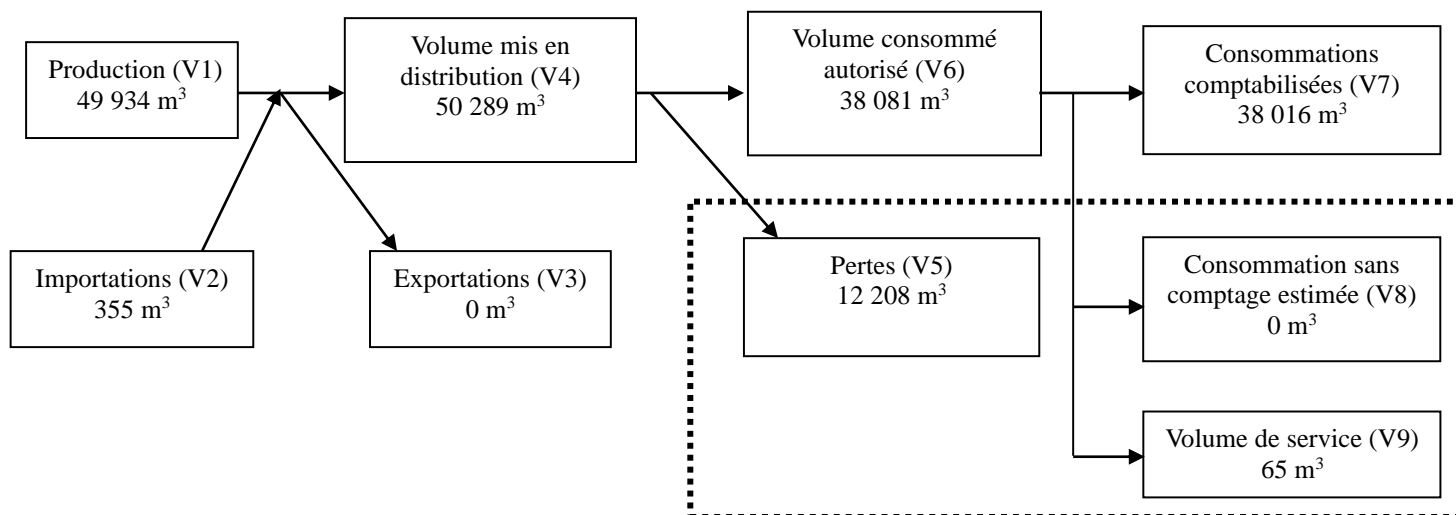 Production (V1)
49 934 m³
Volume mis en
distribution (V4)
50 289 m³
Volume consommé
autorisé (V6)
38 081 m³
Consommations
comptabilisées (V7)
38 016 m³
Importations (V2)
355 m³
Exportations (V3)
0 m³
Pertes (V5)
12 208 m³
Consommation sans
comptage estimée (V8)
0 m³
Volume de service (V9)
65 m³